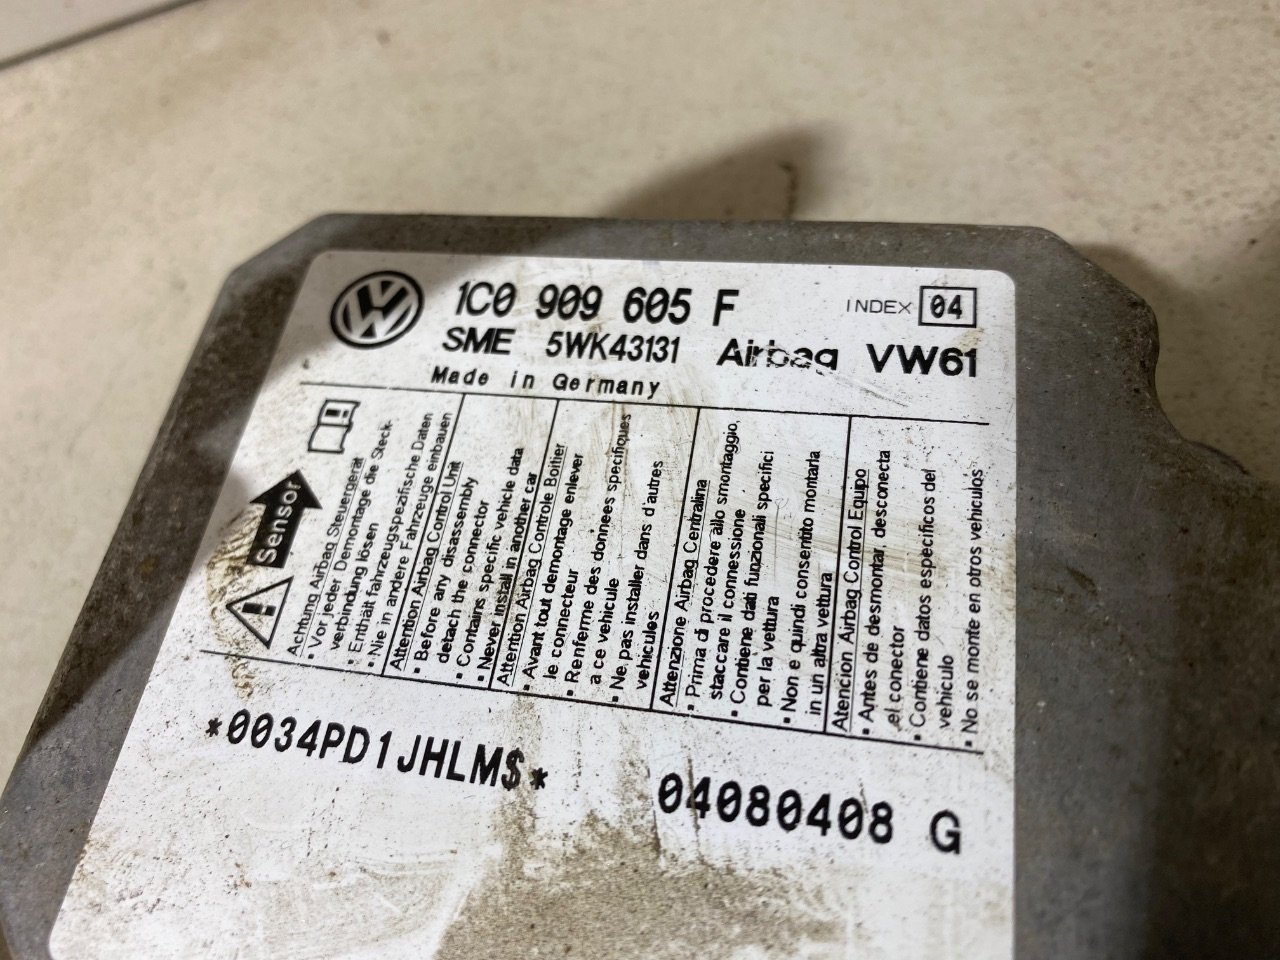 1C0 909 605 F INDEX 04
SME 5WK43131 Airbag VW61
Made in Germany
Sensor
Achtung Airbag Steuergerät
• Vor jeder Demontage die Steck-
verbindung lösen
• Enthält fahrzeugspezifische Daten
• Nie in andere Fahrzeuge einbauen
Attention Airbag Control Unit
• Before any disassembly
detach the connector
• Contains specific vehicle data
• Never install in another car
Attention Airbag Controle Boitier
• Avant tout demontage enlever
le connecteur
• Renferme des donnees specifiques
a ce vehicule
• Ne pas installer dans d'autres
vehicules
Attenzione Airbag Centralina
• Prima di procedere allo smontaggio,
staccare il connessione
• Contiene dati funzionali specifici
per la vettura
• Non e quindi consentito montarla
in un altra vettura
Atencion Airbag Control Equipo
• Antes de desmontar, desconecta
el conector
• Contiene datos especificos del
vehiculo
• No se monte en otros vehiculos
*0034PD1JHLM$*
04080408 G